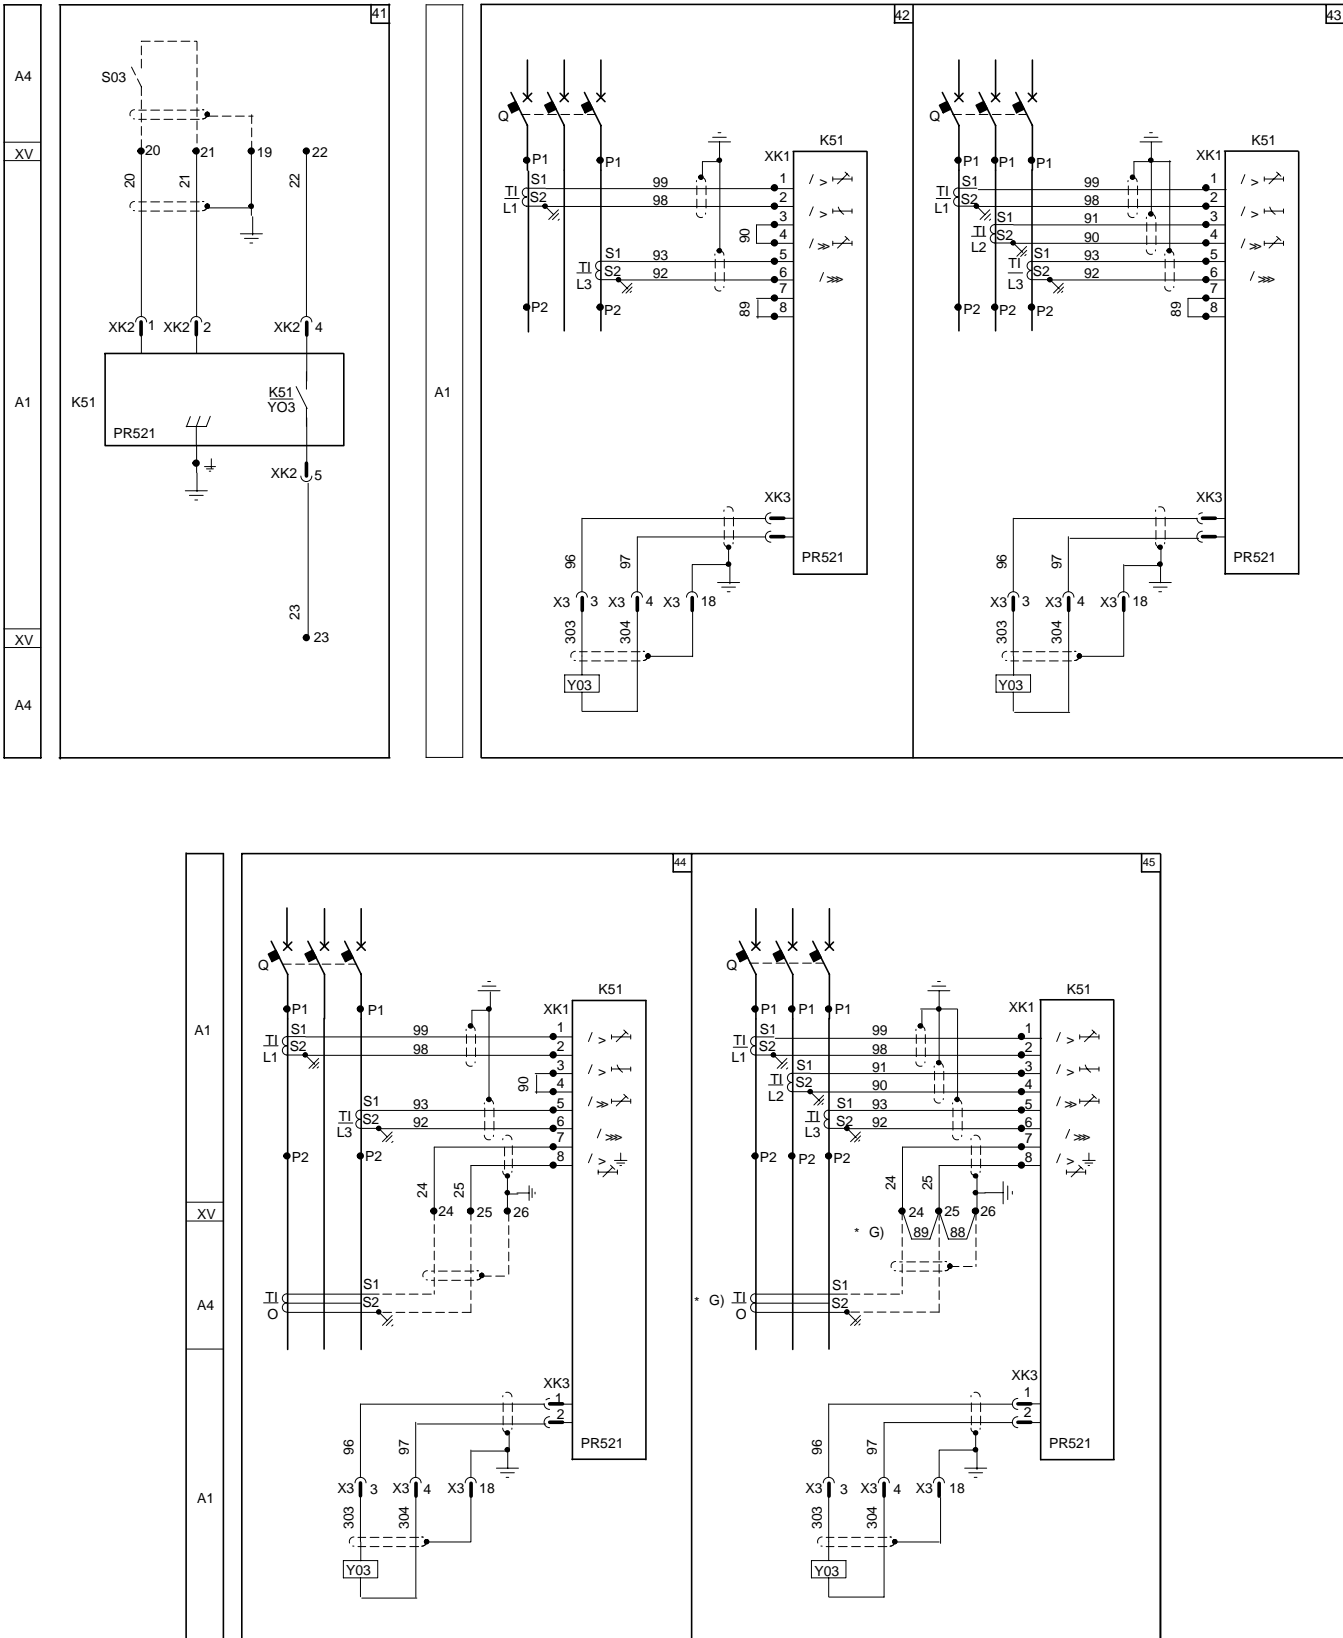 41
A4
S03
XV
20
21
19
22
20
21
22
XK2
1
XK2
2
XK2
4
A1
K51
K51
YO3
PR521
XK2
5
23
XV
23
A4
42
A1
Q
K51
P1
P1
XK1
S1
99
1
TI
S2
98
2
L1
3
90
4
S1
93
5
TI
S2
92
6
L3
7
P2
P2
89
8
XK3
96
97
PR521
X3
3
X3
4
X3
18
303
304
Y03
43
Q
K51
P1
P1
P1
XK1
S1
99
1
TI
S2
98
2
L1
S1
91
3
TI
S2
90
4
L2
S1
93
5
TI
S2
92
6
L3
7
P2
P2
P2
89
8
XK3
96
97
PR521
X3
3
X3
4
X3
18
303
304
Y03
44
A1
Q
K51
P1
P1
XK1
S1
99
1
TI
S2
98
2
L1
3
90
4
S1
93
5
TI
S2
92
6
L3
7
P2
P2
8
24
25
XV
24
25
26
A4
S1
TI
S2
O
XK3
1
2
96
97
PR521
A1
X3
3
X3
4
X3
18
303
304
Y03
45
Q
K51
P1
P1
P1
XK1
S1
99
1
TI
S2
98
2
L1
S1
91
3
TI
S2
90
4
L2
S1
93
5
TI
S2
92
6
L3
7
P2
P2
P2
8
24
25
24
25
26
* G)
89
88
S1
* G)
TI
S2
O
XK3
1
2
96
97
PR521
X3
3
X3
4
X3
18
303
304
Y03